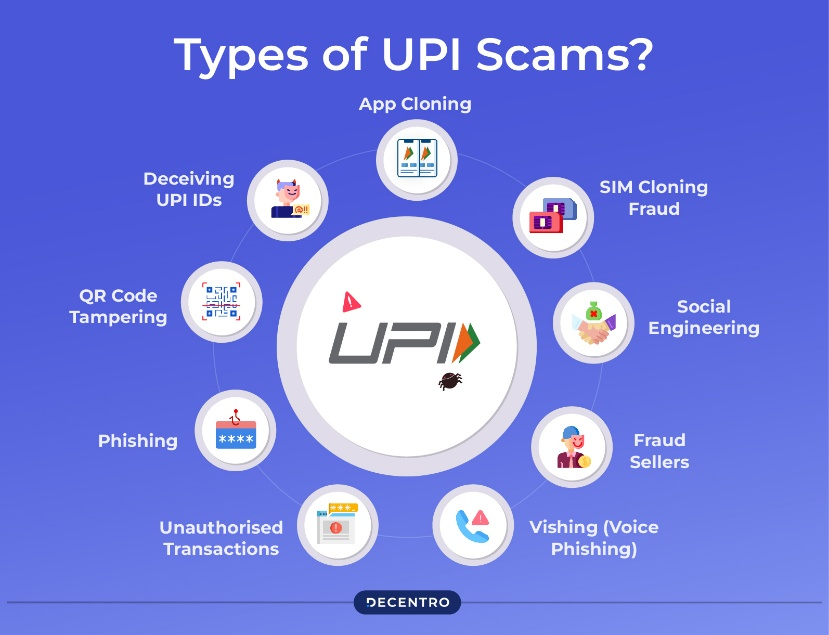 Types of UPI Scams?
App Cloning
SIM Cloning
Fraud
Social
Engineering
Fraud
Sellers
Vishing (Voice
Phishing)
Unauthorised
Transactions
Phishing
QR Code
Tampering
Deceiving
UPI IDs
UPI
@!!
****
***_
DECENTRO